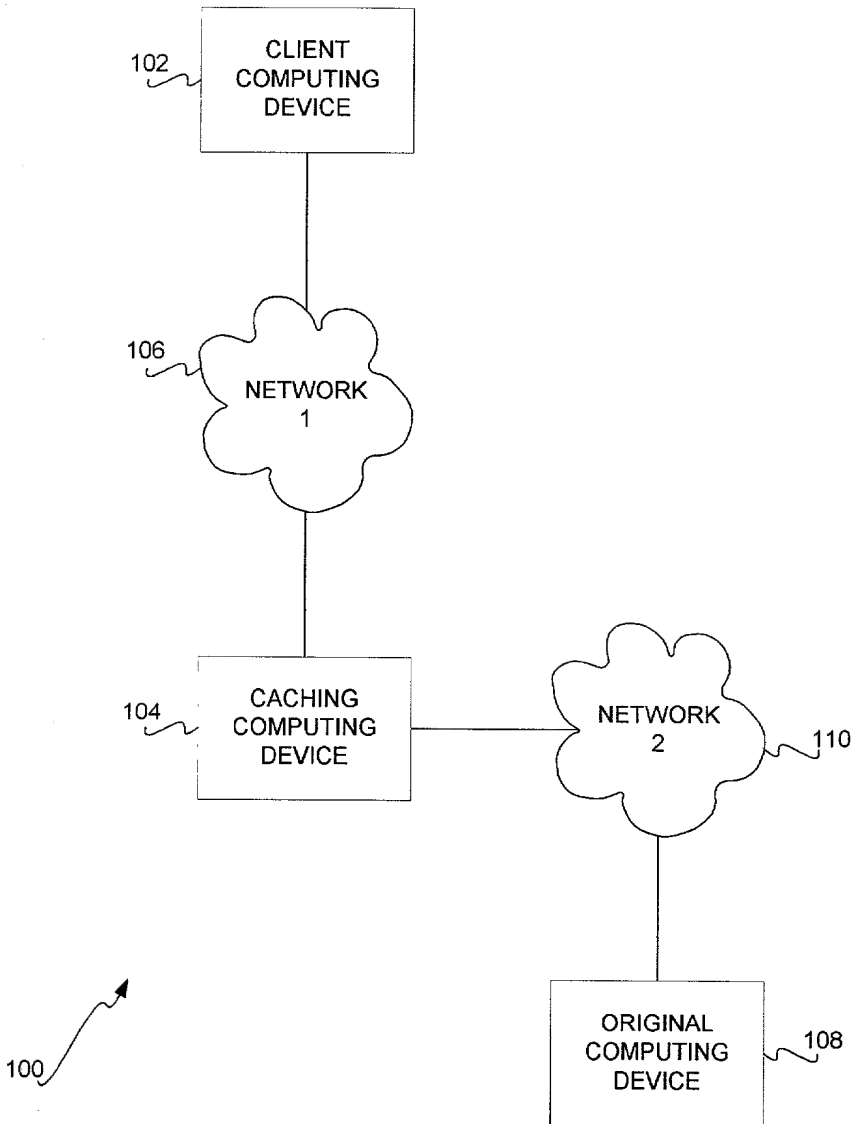 102
CLIENT
COMPUTING
DEVICE
106
NETWORK
1
104
CACHING
COMPUTING
DEVICE
NETWORK
2
110
100
ORIGINAL
COMPUTING
DEVICE
108